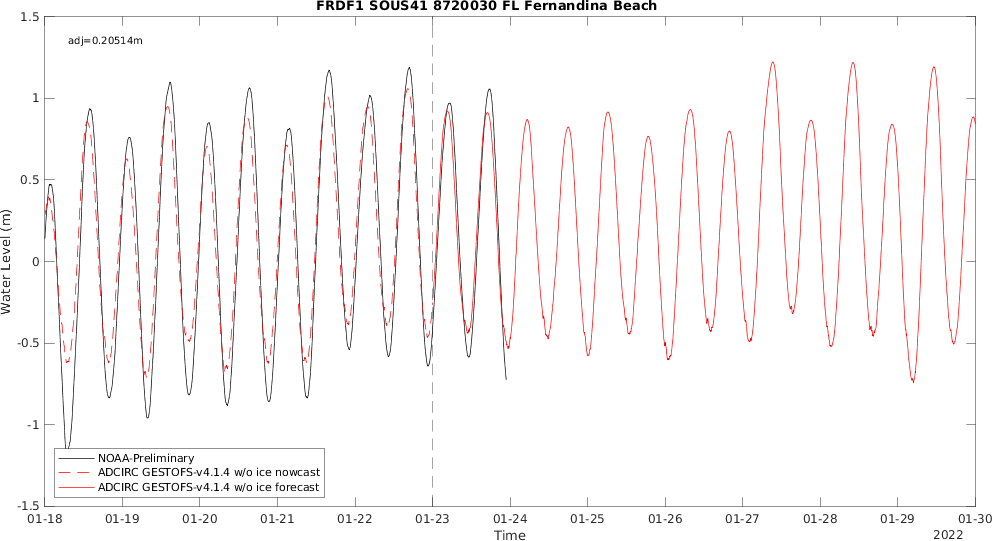 FRDF1 SOUS41 8720030 FL Fernandina Beach
adj=0.20514m
1.5
1
0.5
0
-0.5
-1
-1.5
Water Level (m)
NOAA-Preliminary
ADCIRC GESTOFS-v4.1.4 w/o ice nowcast
ADCIRC GESTOFS-v4.1.4 w/o ice forecast
01-18 01-19 01-20 01-21 01-22 01-23 01-24 01-25 01-26 01-27 01-28 01-29 01-30
Time
2022